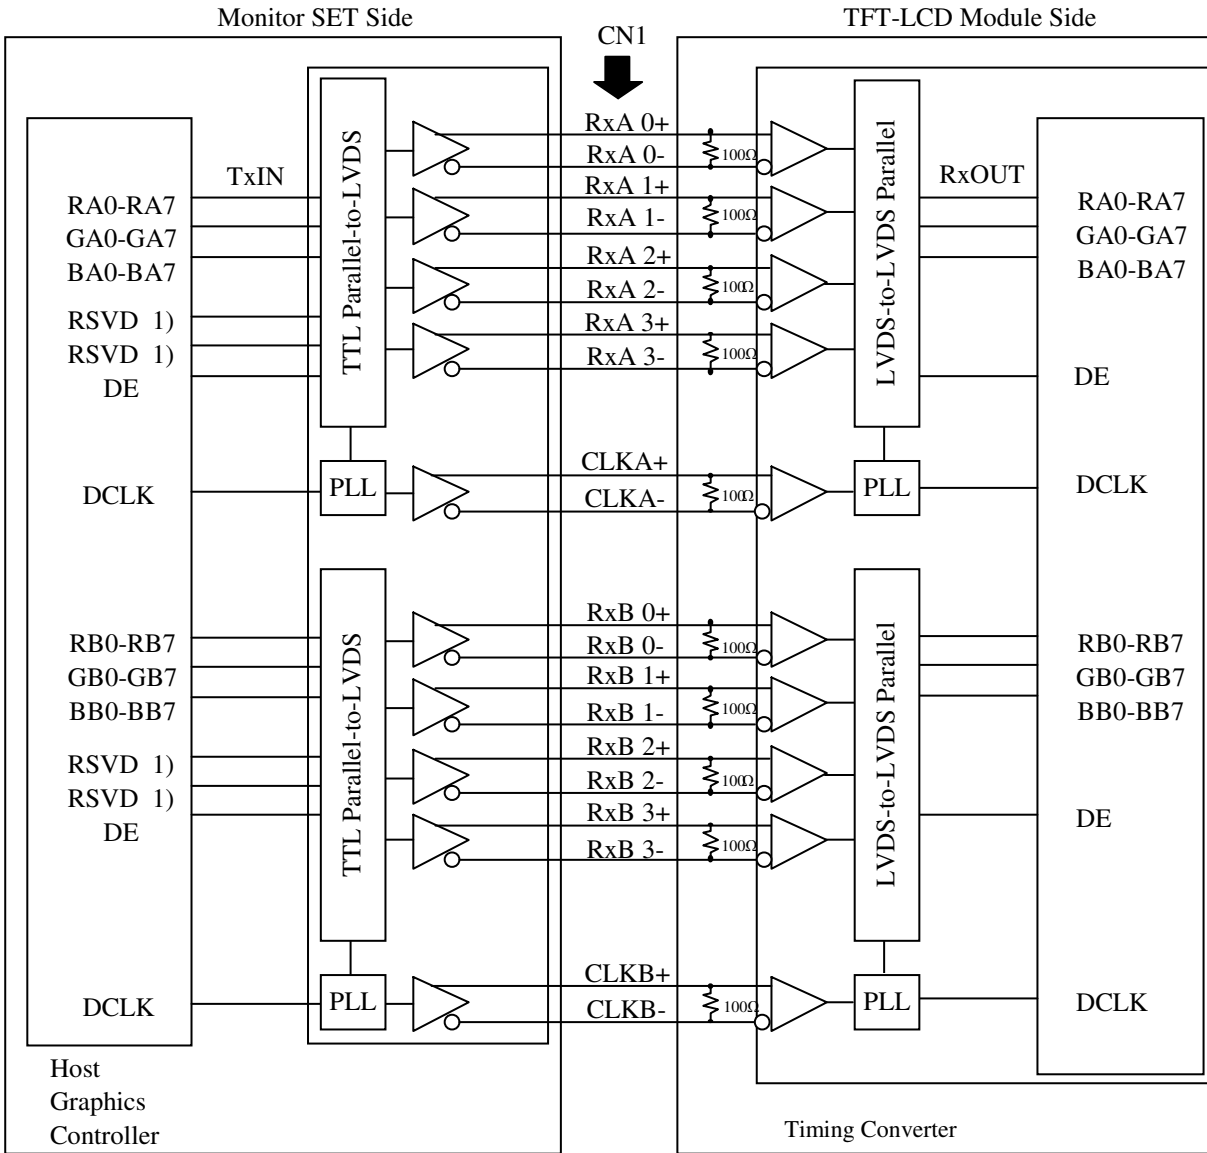 Monitor SET Side
CN1
TFT-LCD Module Side
TxIN
RA0-RA7
GA0-GA7
BA0-BA7
RSVD 1)
RSVD 1)
DE
DCLK
TTL Parallel-to-LVDS
PLL
RxA 0+
RxA 0-
100Ω
RxA 1+
RxA 1-
100Ω
RxA 2+
RxA 2-
100Ω
RxA 3+
RxA 3-
100Ω
CLKA+
CLKA-
100Ω
LVDS-to-LVDS Parallel
PLL
RxOUT
RA0-RA7
GA0-GA7
BA0-BA7
DE
DCLK
RB0-RB7
GB0-GB7
BB0-BB7
RSVD 1)
RSVD 1)
DE
DCLK
TTL Parallel-to-LVDS
PLL
RxB 0+
RxB 0-
100Ω
RxB 1+
RxB 1-
100Ω
RxB 2+
RxB 2-
100Ω
RxB 3+
RxB 3-
100Ω
CLKB+
CLKB-
100Ω
LVDS-to-LVDS Parallel
PLL
RB0-RB7
GB0-GB7
BB0-BB7
DE
DCLK
Host
Graphics
Controller
Timing Converter